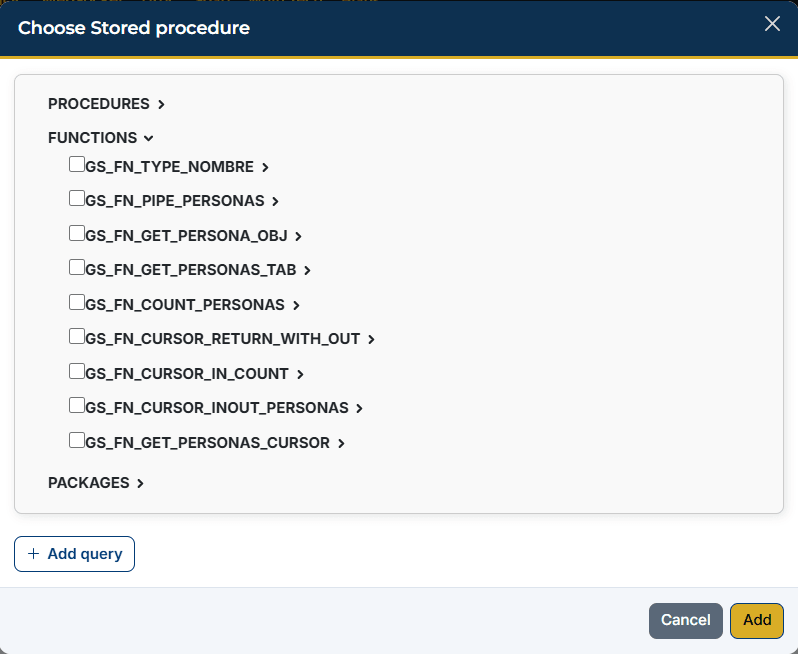 Choose Stored procedure
PROCEDURES
FUNCTIONS
GS_FN_TYPE_NOMBRE
GS_FN_PIPE_PERSONAS
GS_FN_GET_PERSONA_OBJ
GS_FN_GET_PERSONAS_TAB
GS_FN_COUNT_PERSONAS
GS_FN_CURSOR_RETURN_WITH_OUT
GS_FN_CURSOR_IN_COUNT
GS_FN_CURSOR_INOUT_PERSONAS
GS_FN_GET_PERSONAS_CURSOR
PACKAGES
+ Add query
Cancel Add